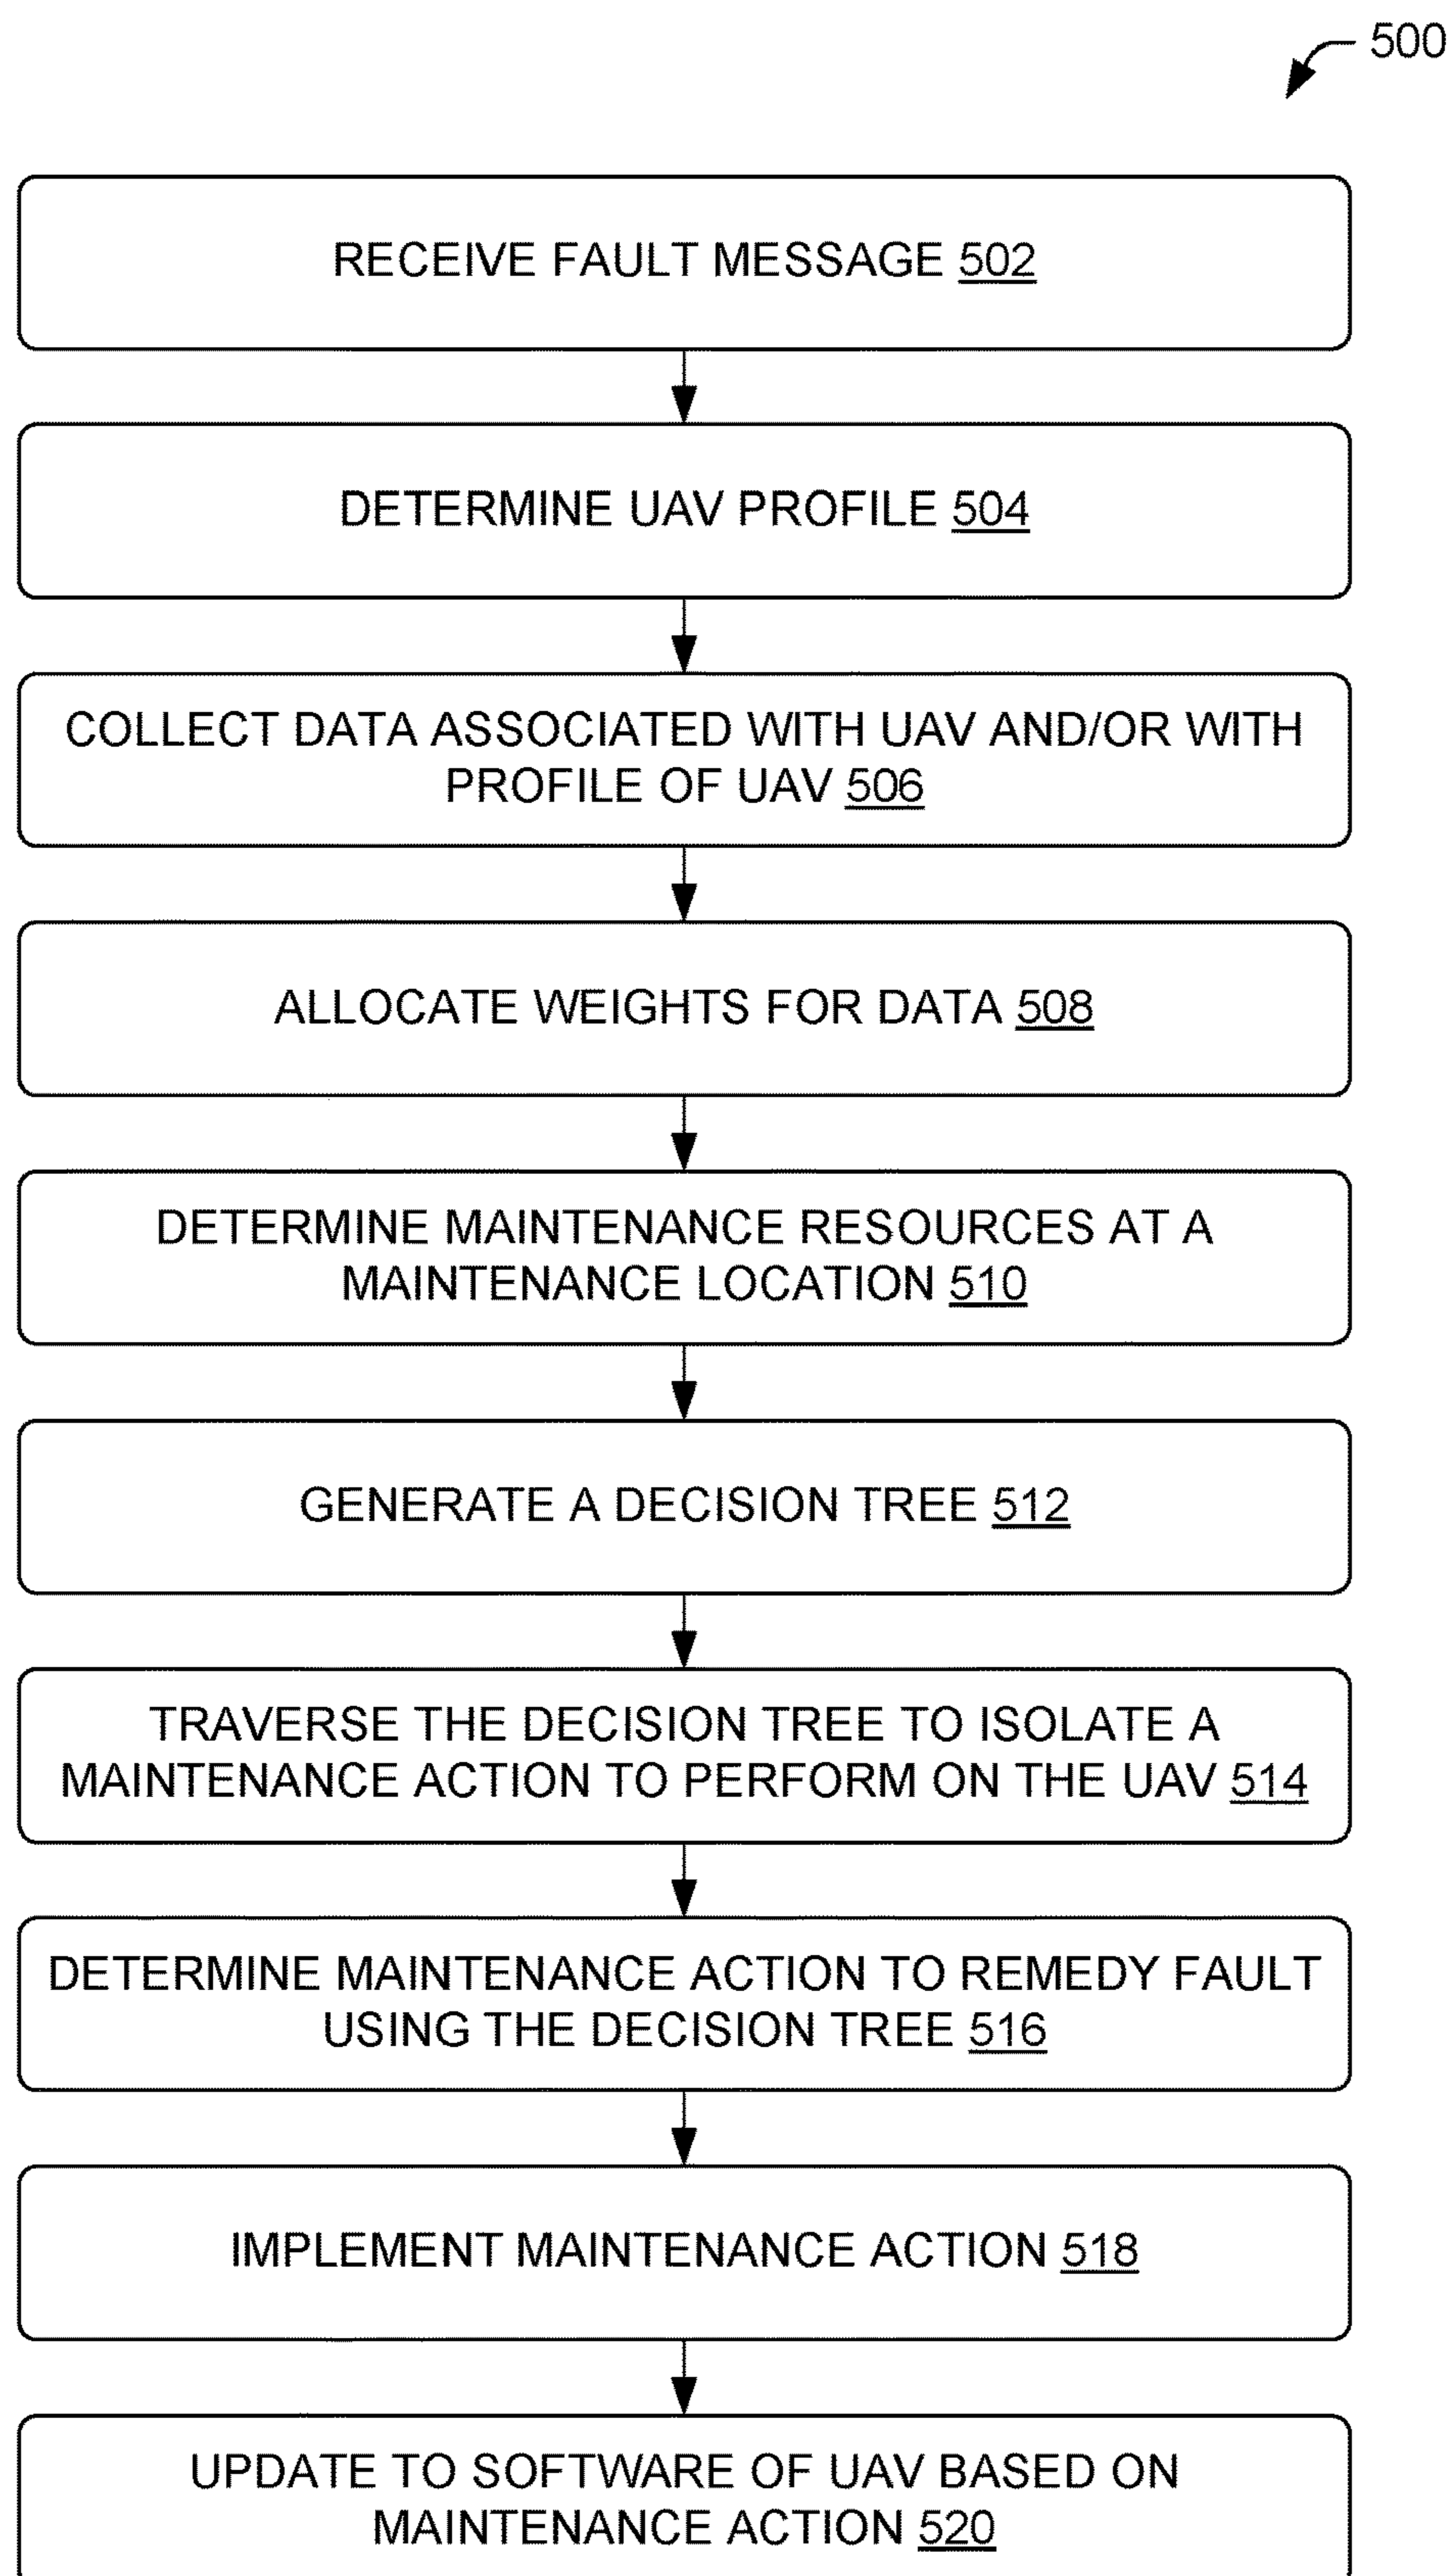 500
RECEIVE FAULT MESSAGE 502
DETERMINE UAV PROFILE 504
COLLECT DATA ASSOCIATED WITH UAV AND/OR WITH
PROFILE OF UAV 506
ALLOCATE WEIGHTS FOR DATA 508
DETERMINE MAINTENANCE RESOURCES AT A
MAINTENANCE LOCATION 510
GENERATE A DECISION TREE 512
TRAVERSE THE DECISION TREE TO ISOLATE A
MAINTENANCE ACTION TO PERFORM ON THE UAV 514
DETERMINE MAINTENANCE ACTION TO REMEDY FAULT
USING THE DECISION TREE 516
IMPLEMENT MAINTENANCE ACTION 518
UPDATE TO SOFTWARE OF UAV BASED ON
MAINTENANCE ACTION 520